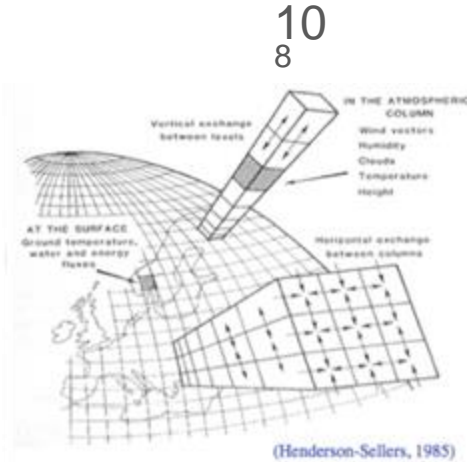 10
8
IN THE ATMOSPHERIC
COLUMN
Vertical exchange
between levels
Wind vectors
Humidity
Clouds
Temperature
Height
AT THE SURFACE
Ground temperature,
water and energy
fluxes
Horizontal exchange
between columns
(Henderson-Sellers, 1985)